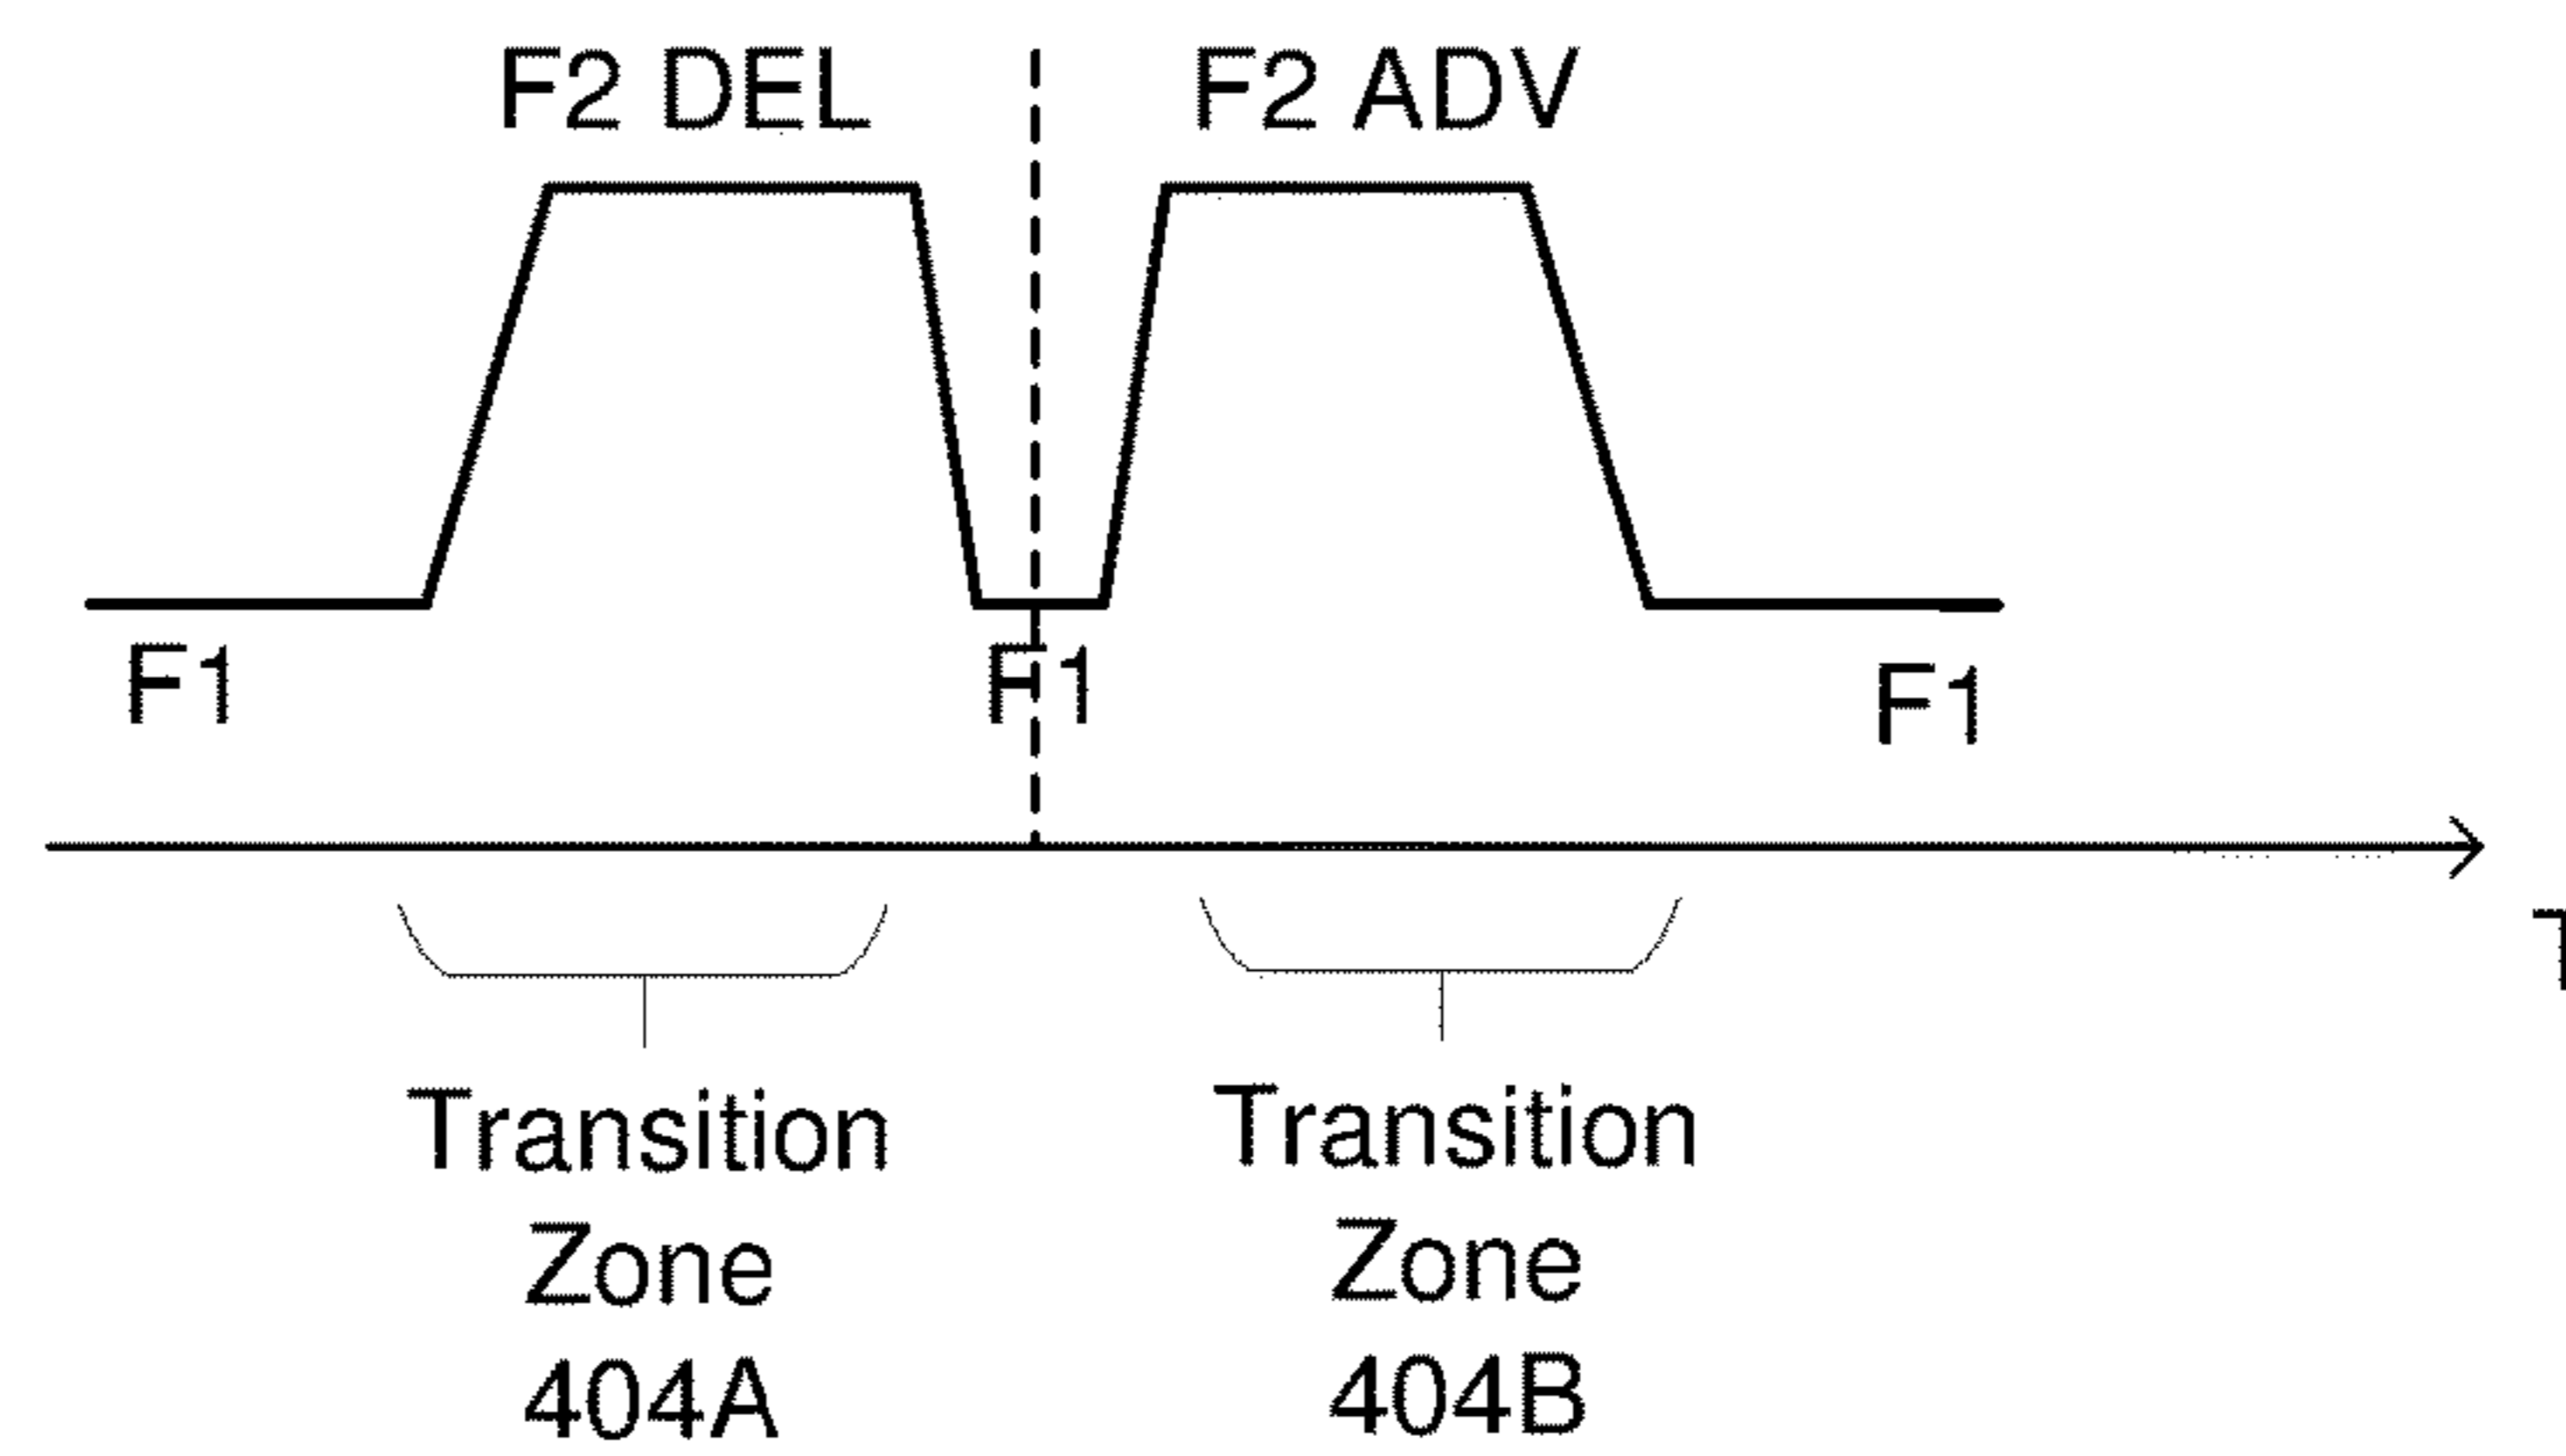 F2 DEL
F2 ADV
F1
F1
F1
Transition
Zone
404A
Transition
Zone
404B